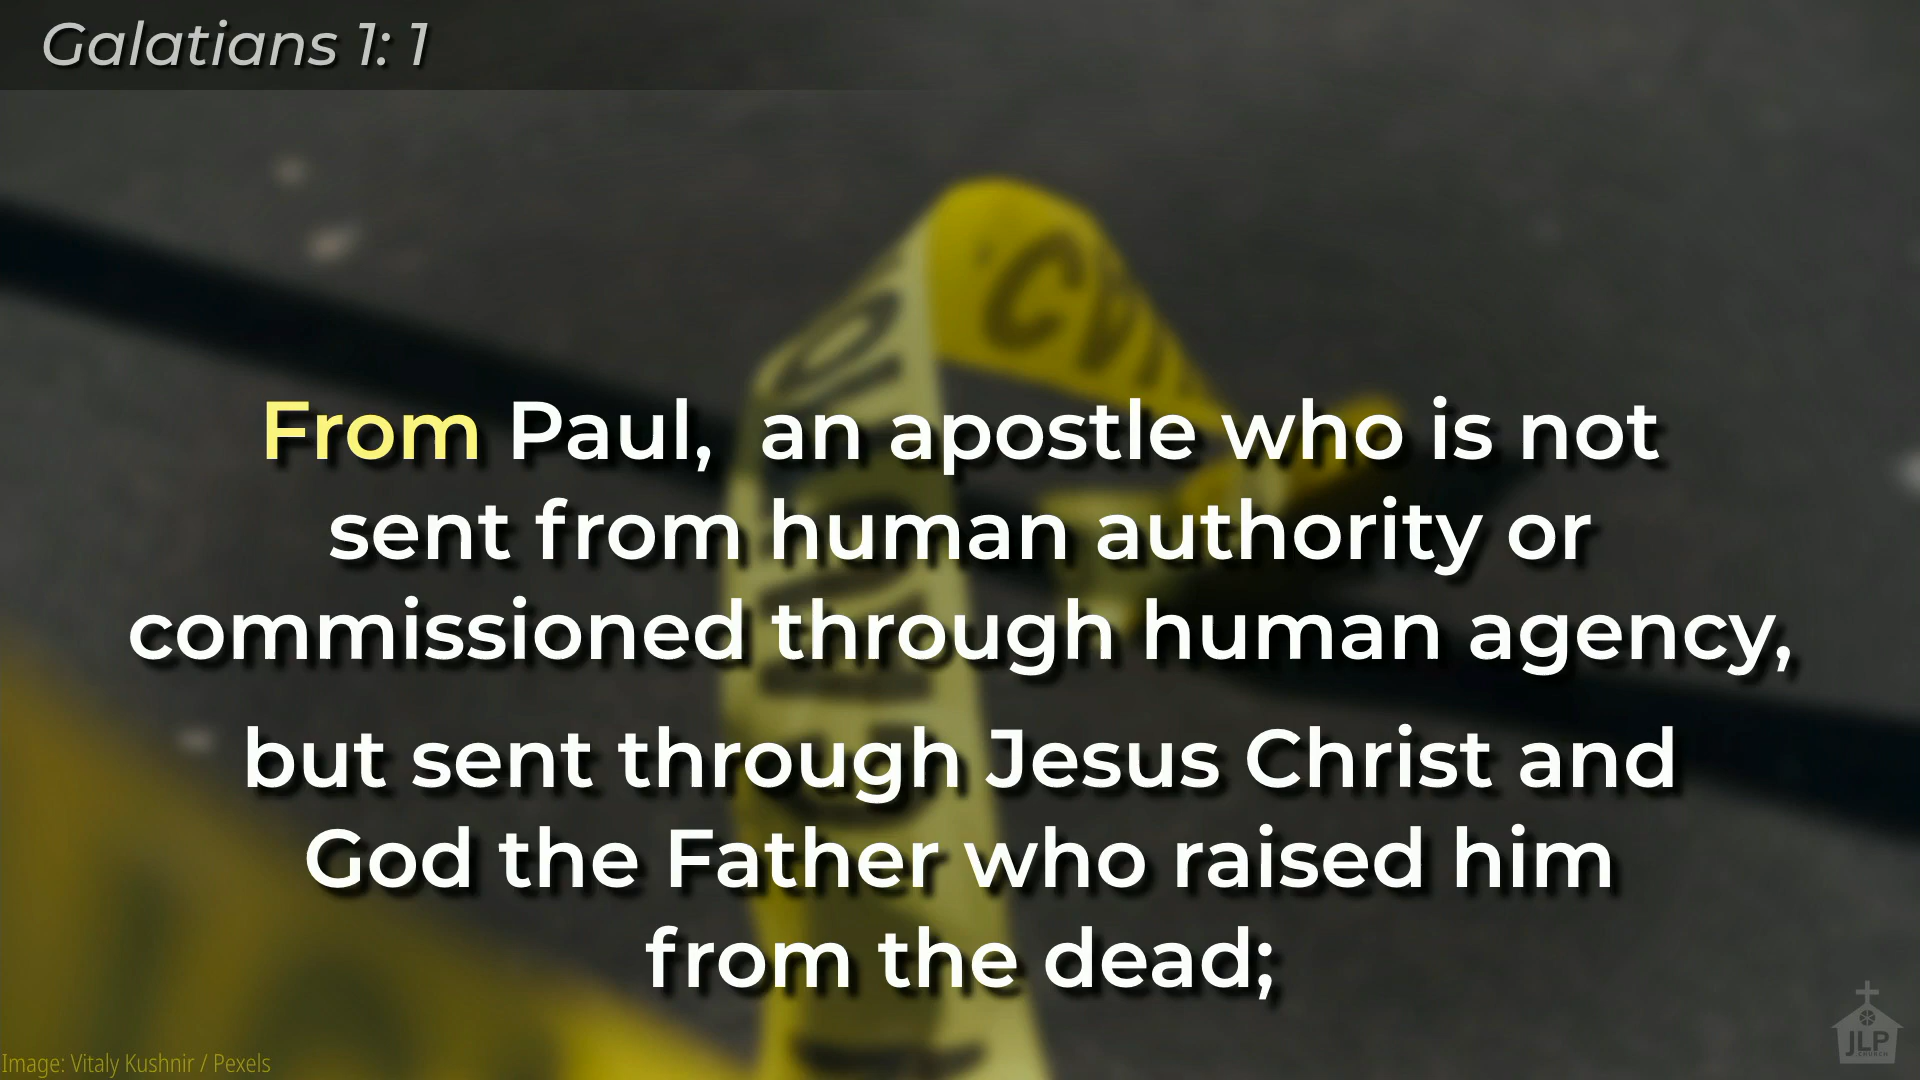 Galatians 1: 1
CAU
From Paul, an apostle who is not
sent from human authority or
commissioned through human agency,
but sent through Jesus Christ and
God the Father who raised him
from the dead;
Image: Vitaly Kushnir / Pexels
JLP
CHURCH